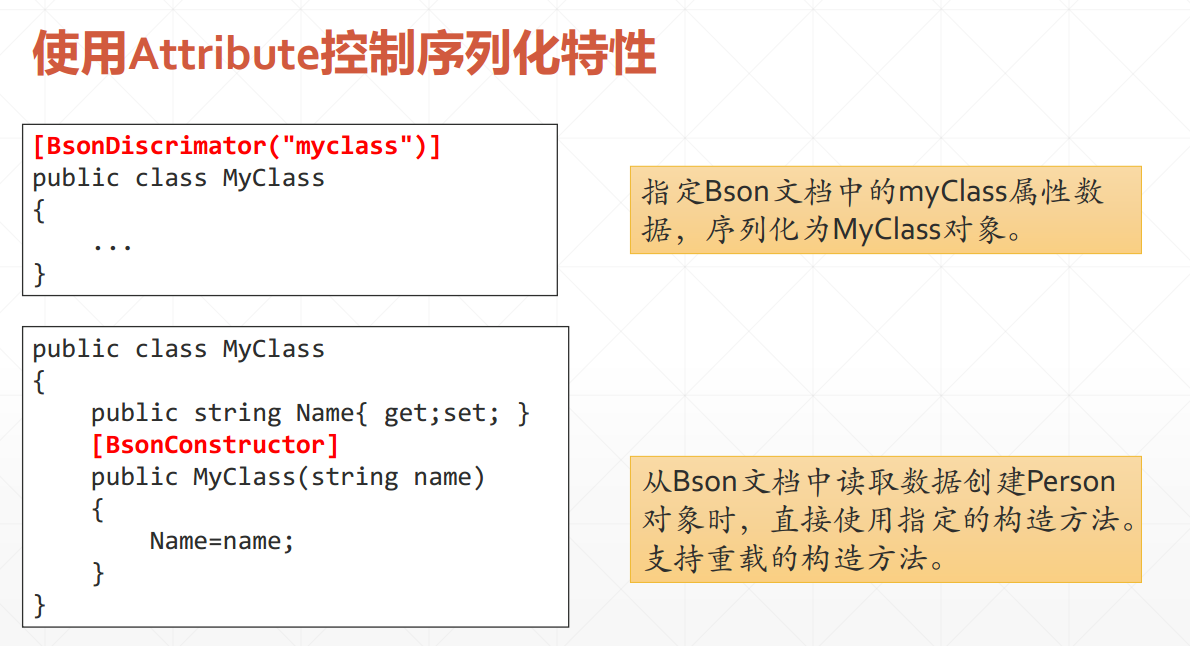 使用Attribute控制序列化特性
[BsonDiscrimator("myclass")]
public class MyClass
{
...
}
指定Bson文档中的myClass属性数
据，序列化为MyClass对象。
public class MyClass
{
public string Name{ get;set; }
[BsonConstructor]
public MyClass(string name)
{
Name=name;
}
}
从Bson文档中读取数据创建Person
对象时，直接使用指定的构造方法。
支持重载的构造方法。